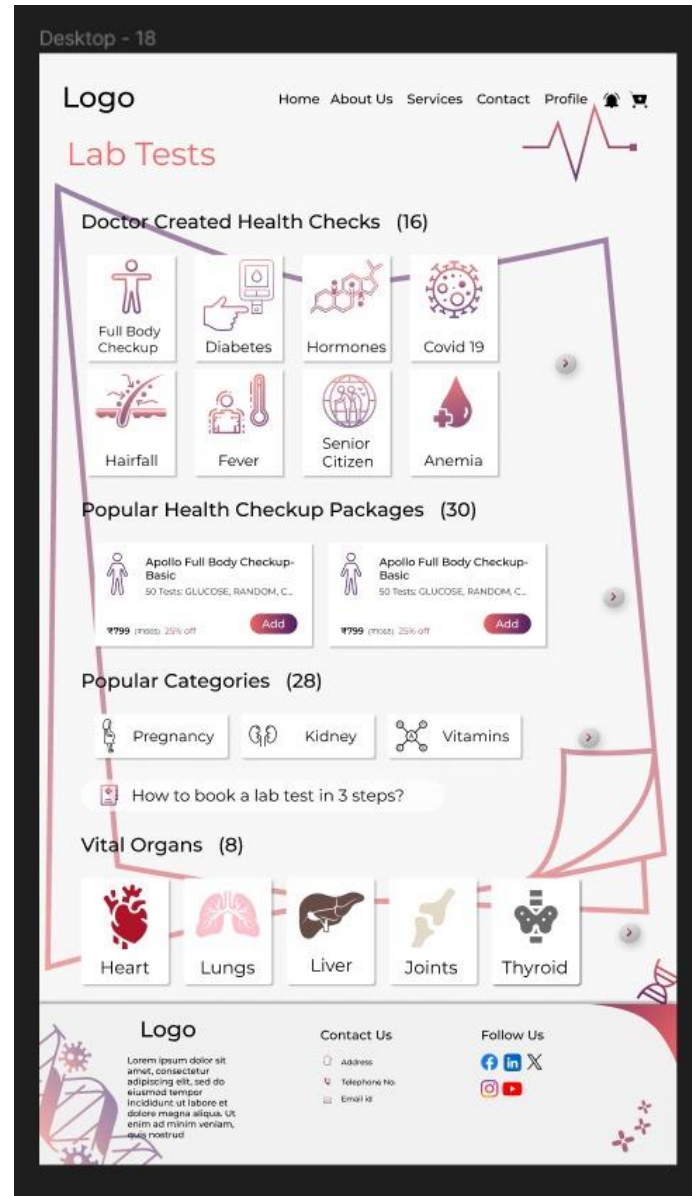 Desktop - 18
Logo
Home About Us Services Contact Profile
Lab Tests
Doctor Created Health Checks (16)
Full Body
Checkup
Diabetes
Hormones
Covid 19
Hairfall
Fever
Senior
Citizen
Anemia
Popular Health Checkup Packages (30)
Apollo Full Body Checkup-
Basic
50 Tests: GLUCOSE, RANDOM, C...
₹799 25% off
Add
Apollo Full Body Checkup-
Basic
50 Tests: GLUCOSE, RANDOM, C...
₹799 25% off
Add
Popular Categories (28)
Pregnancy
Kidney
Vitamins
How to book a lab test in 3 steps?
Vital Organs (8)
Heart
Lungs
Liver
Joints
Thyroid
Logo
Lorem ipsum dolor sit
amet, consectetur
adipiscing elit, sed do
eiusmod tempor
incididunt ut labore et
dolore magna aliqua. Ut
enim ad minim veniam,
quis nostrud
Contact Us
Address
Telephone No.
Email id
Follow Us